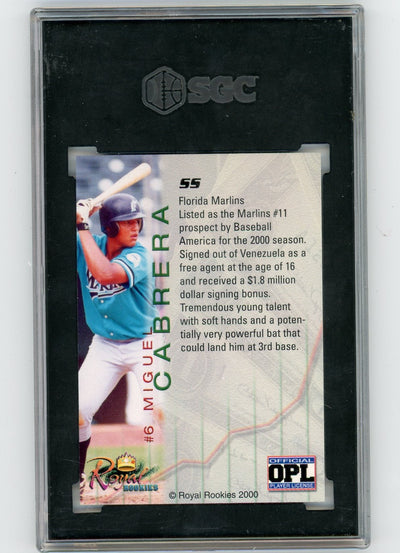 SGC
SS
Florida Marlins
Listed as the Marlins #11
prospect by Baseball
America for the 2000 season.
Signed out of Venezuela as a
free agent at the age of 16
and received a $1.8 million
dollar signing bonus.
Tremendous young talent
with soft hands and a poten-
tially very powerful bat that
could land him at 3rd base.
#6 MIGUEL
CABRERA
Royal
ROOKIES
OFFICIAL
OPL
PLAYER LICENSE
© Royal Rookies 2000